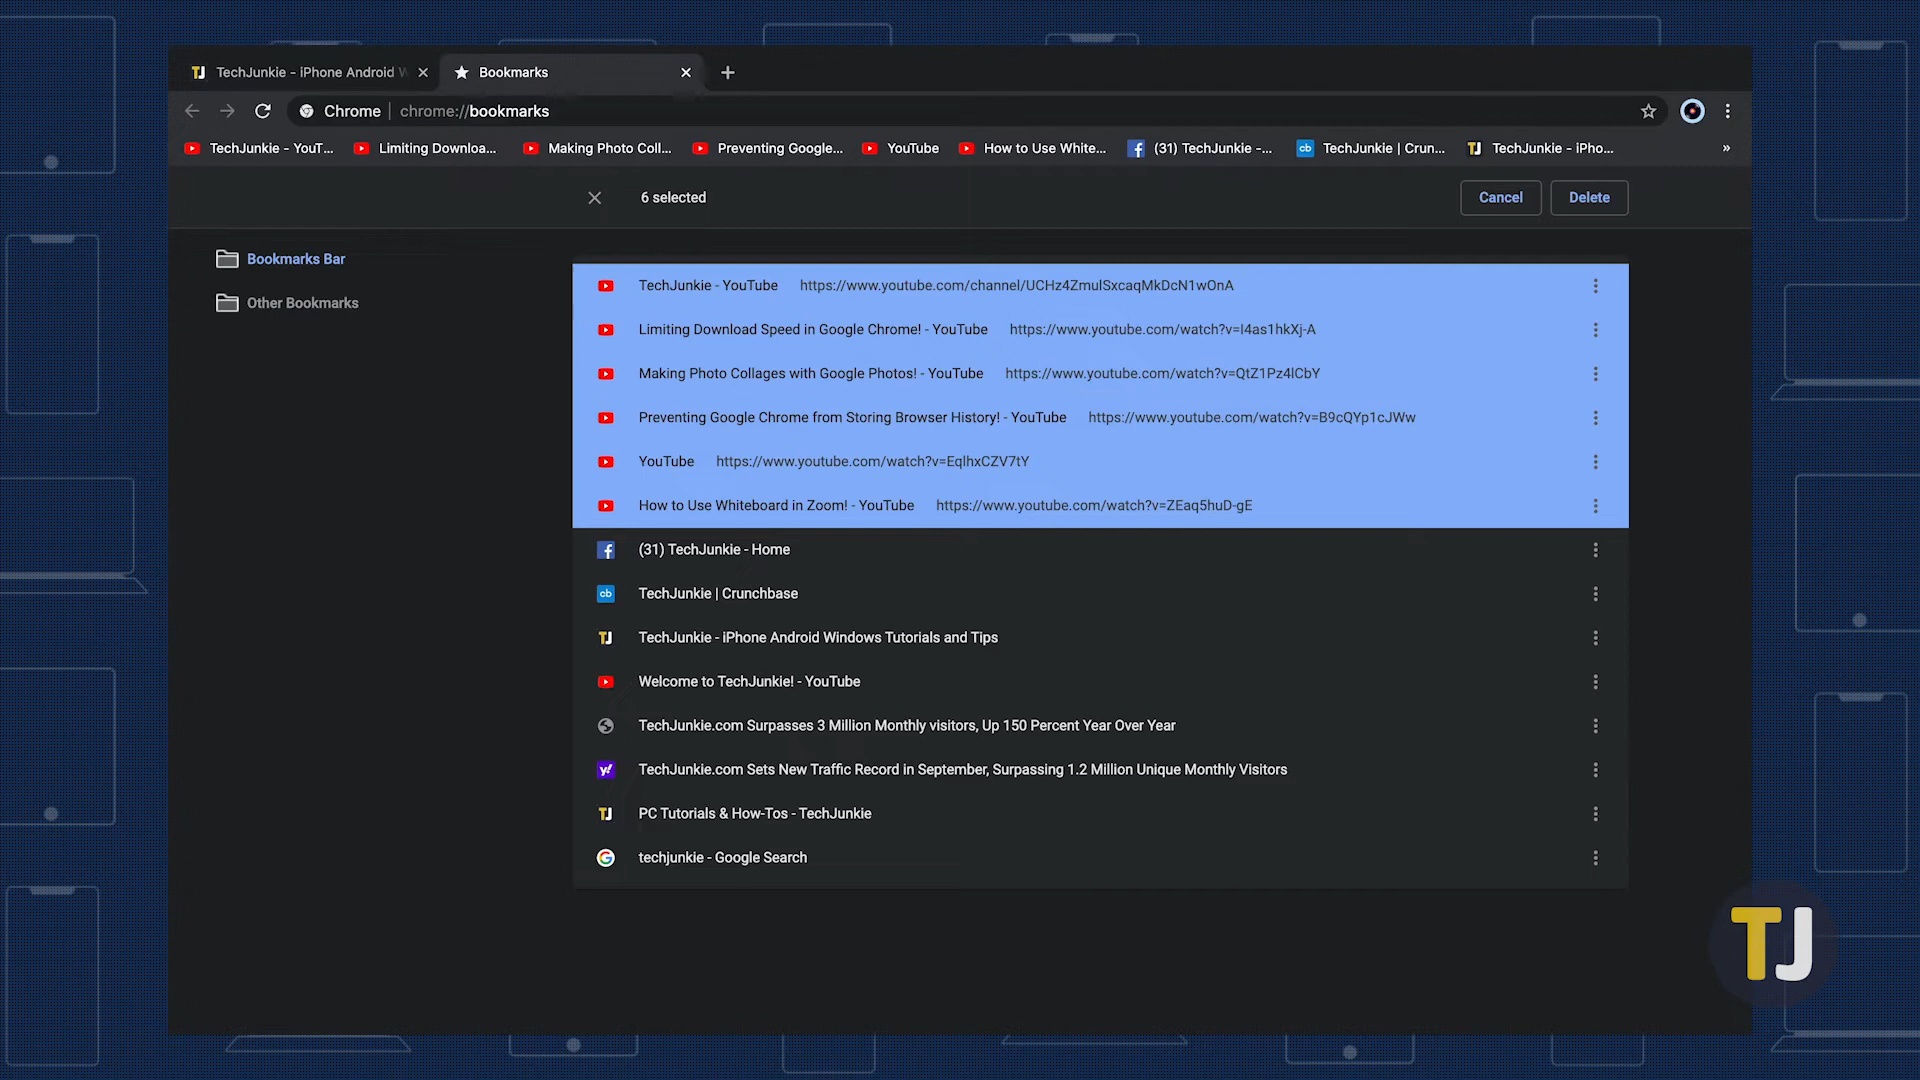 TJ TechJunkie - iPhone Android W
Bookmarks
Chrome | chrome://bookmarks
TechJunkie - YouT... Limiting Downloa... Making Photo Coll... Preventing Google... YouTube How to Use White... (31) TechJunkie -... cb TechJunkie | Crun... TJ TechJunkie - iPho... »
6 selected Cancel Delete
Bookmarks Bar
Other Bookmarks
TechJunkie - YouTube https://www.youtube.com/channel/UCHz4ZmulSxcaqMkDcN1wOnA
Limiting Download Speed in Google Chrome! - YouTube https://www.youtube.com/watch?v=I4as1hkXj-A
Making Photo Collages with Google Photos! - YouTube https://www.youtube.com/watch?v=QtZ1Pz4lCbY
Preventing Google Chrome from Storing Browser History! - YouTube https://www.youtube.com/watch?v=B9cQYp1cJWw
YouTube https://www.youtube.com/watch?v=EqlhxCZV7tY
How to Use Whiteboard in Zoom! - YouTube https://www.youtube.com/watch?v=ZEaq5huD-gE
f (31) TechJunkie - Home
cb TechJunkie | Crunchbase
TJ TechJunkie - iPhone Android Windows Tutorials and Tips
Welcome to TechJunkie! - YouTube
TechJunkie.com Surpasses 3 Million Monthly visitors, Up 150 Percent Year Over Year
y! TechJunkie.com Sets New Traffic Record in September, Surpassing 1.2 Million Unique Monthly Visitors
TJ PC Tutorials & How-Tos - TechJunkie
G techjunkie - Google Search
TJ